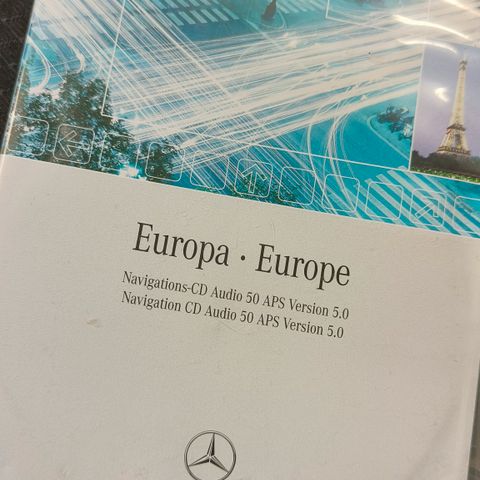 Europa · Europe
Navigations-CD Audio 50 APS Version 5.0
Navigation CD Audio 50 APS Version 5.0